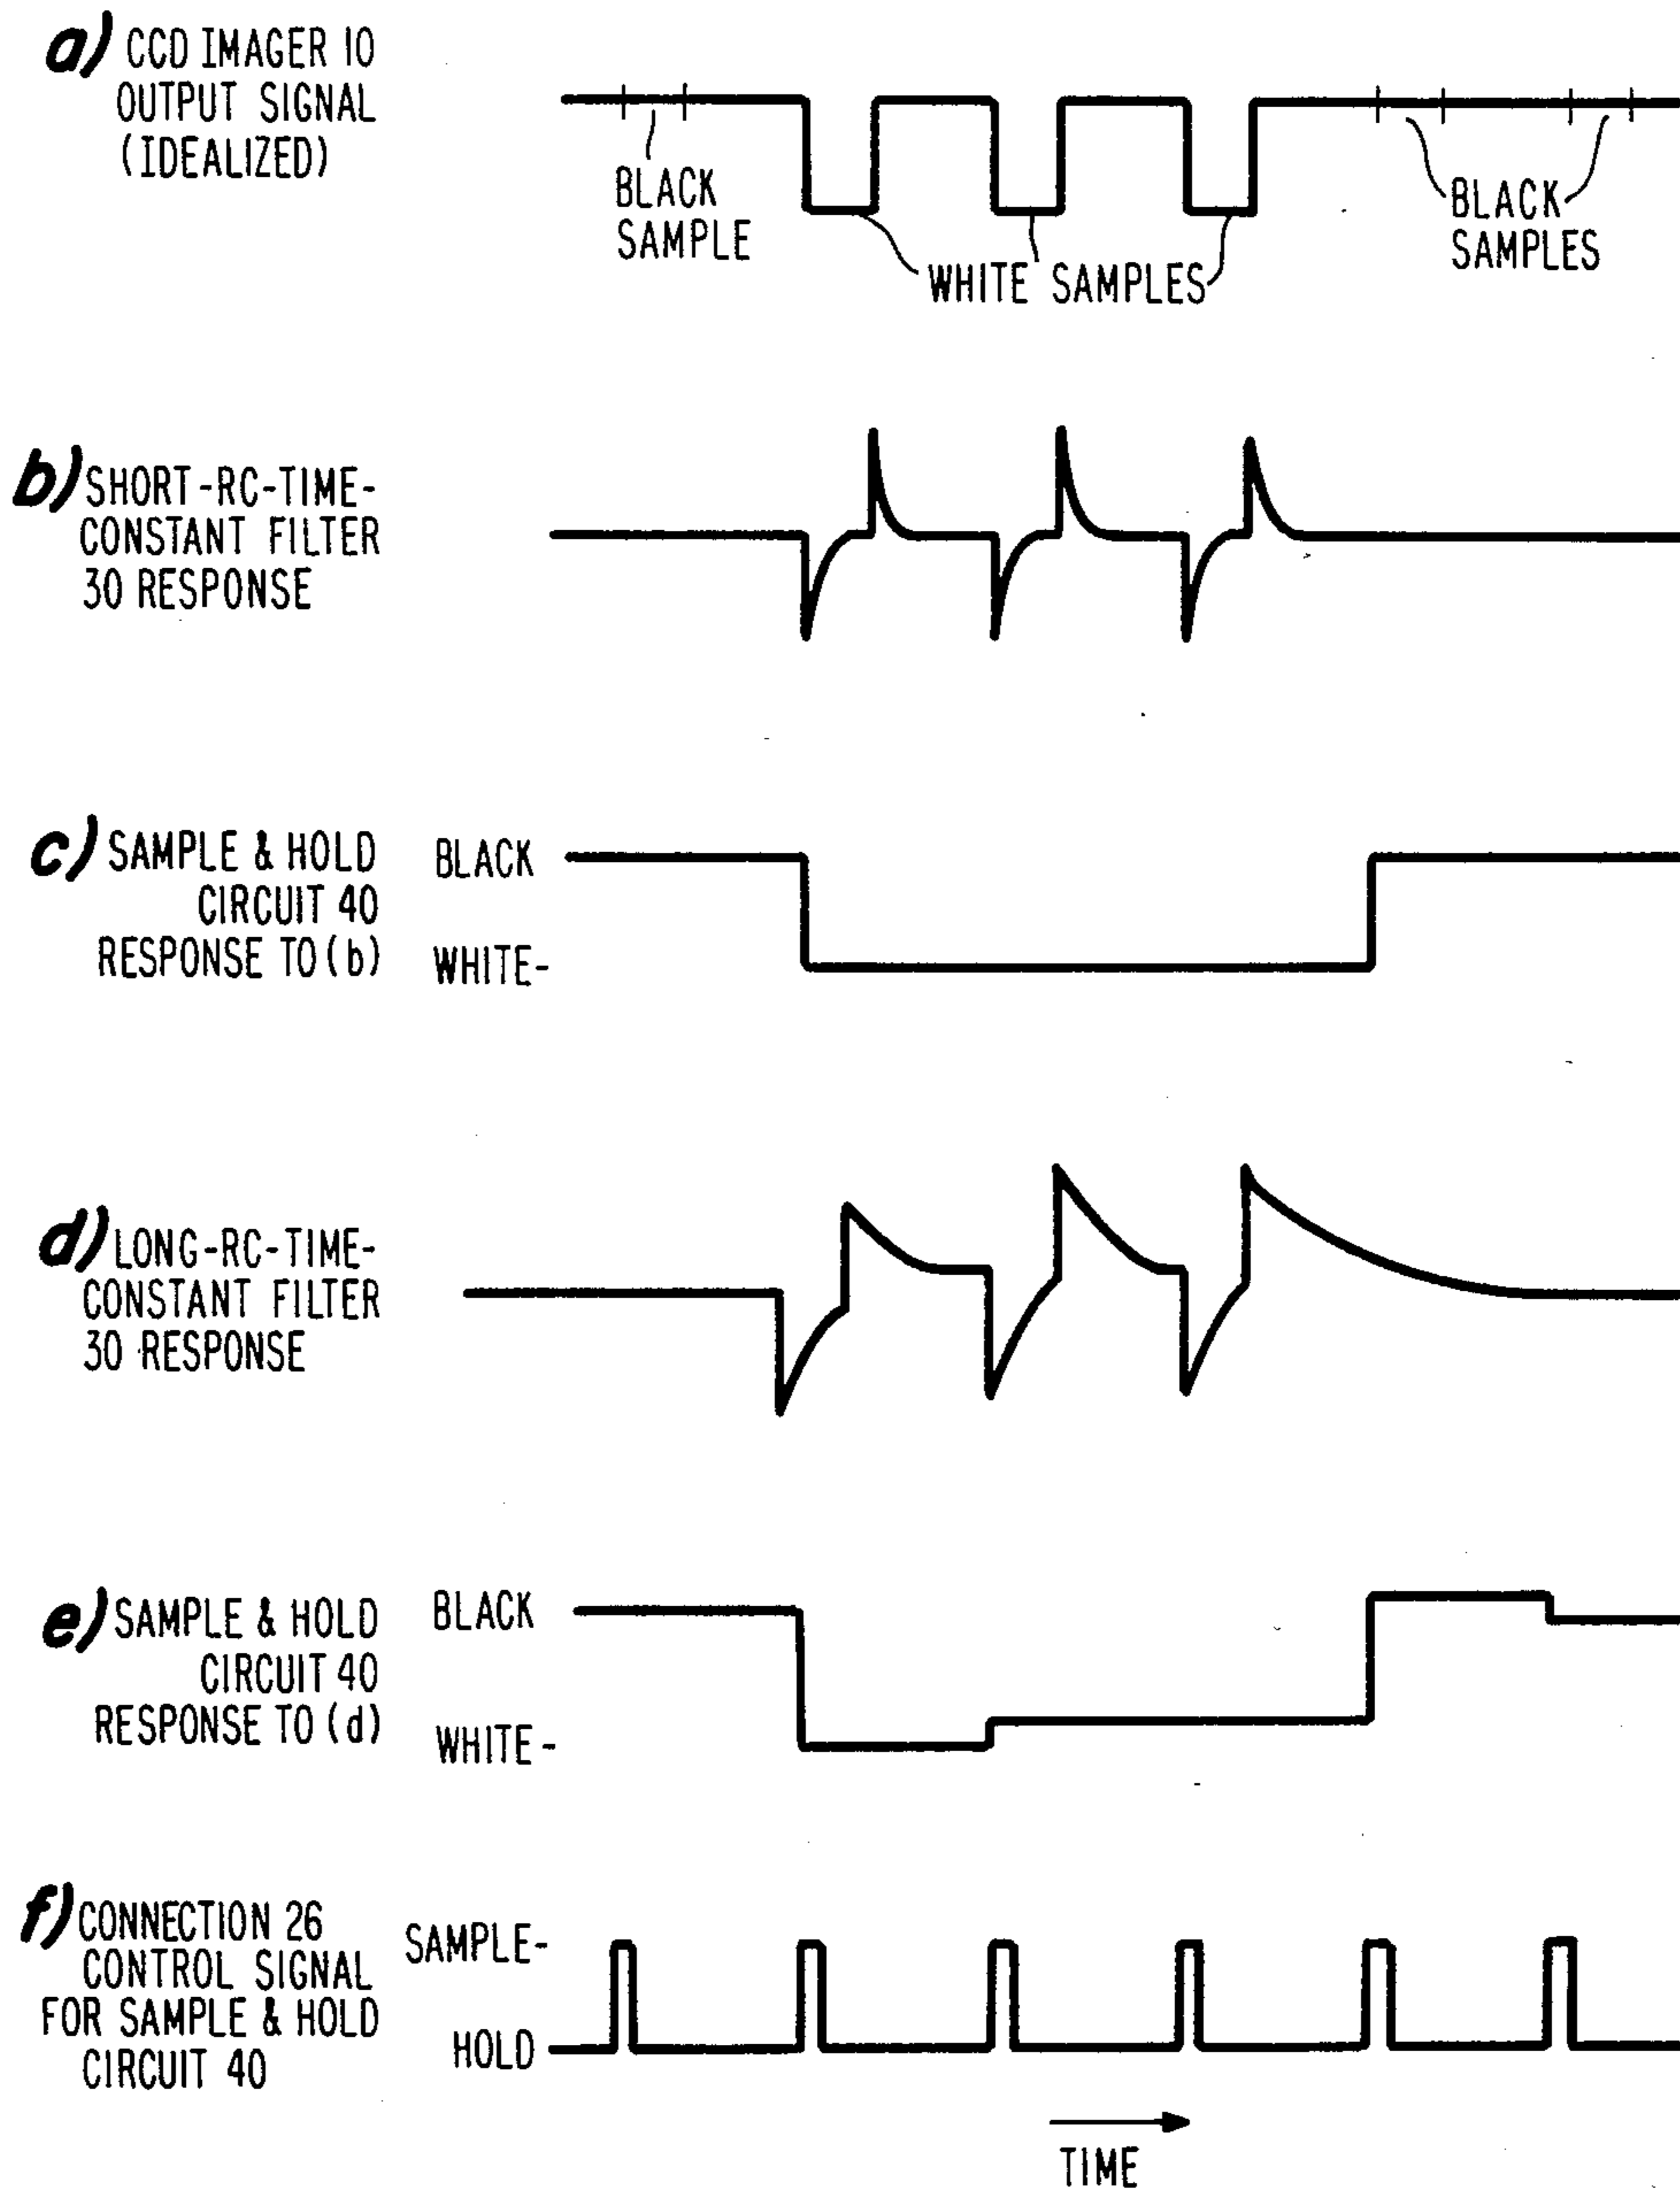 a) CCD IMAGER 10
OUTPUT SIGNAL
(IDEALIZED)
BLACK
SAMPLE
WHITE SAMPLES
BLACK
SAMPLES
b) SHORT-RC-TIME-
CONSTANT FILTER
30 RESPONSE
c) SAMPLE & HOLD
CIRCUIT 40
RESPONSE TO (b)
BLACK
WHITE-
d) LONG-RC-TIME-
CONSTANT FILTER
30 RESPONSE
e) SAMPLE & HOLD
CIRCUIT 40
RESPONSE TO (d)
BLACK
WHITE-
f) CONNECTION 26
CONTROL SIGNAL
FOR SAMPLE & HOLD
CIRCUIT 40
SAMPLE-
HOLD
TIME